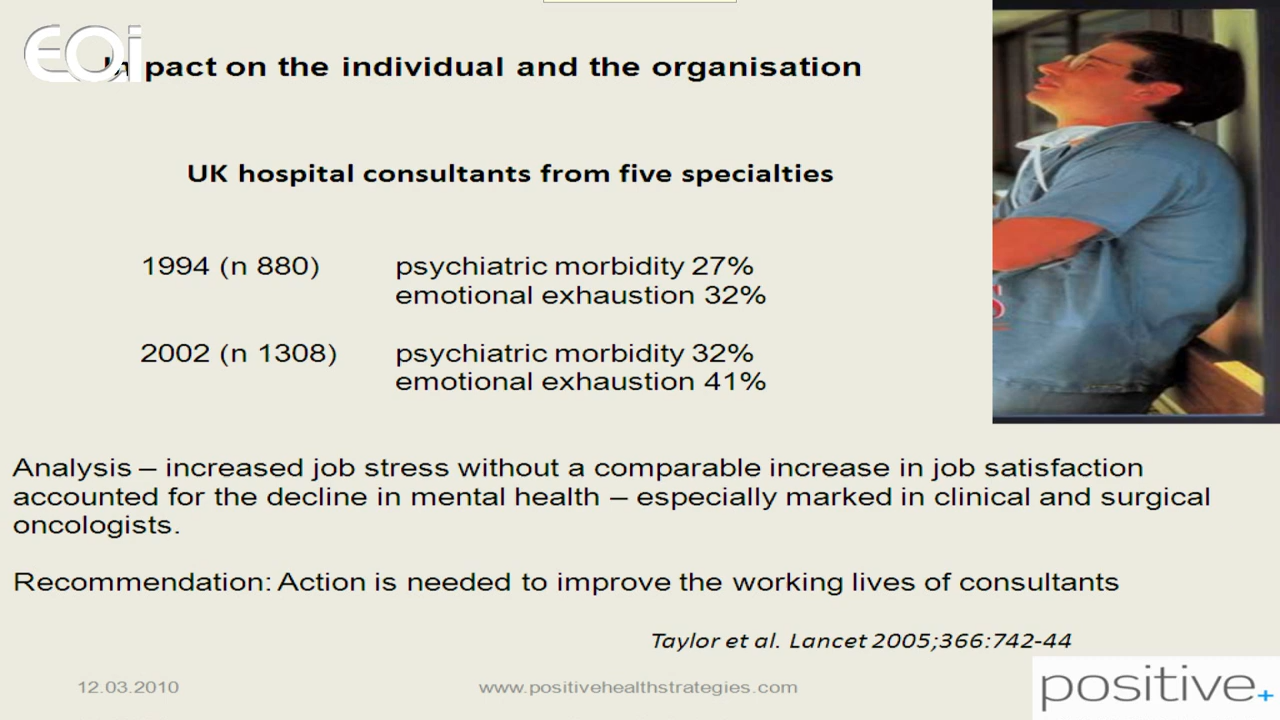 EOi
Impact on the individual and the organisation
UK hospital consultants from five specialties
1994 (n 880) psychiatric morbidity 27%
emotional exhaustion 32%
2002 (n 1308) psychiatric morbidity 32%
emotional exhaustion 41%
Analysis – increased job stress without a comparable increase in job satisfaction
accounted for the decline in mental health – especially marked in clinical and surgical
oncologists.
Recommendation: Action is needed to improve the working lives of consultants
Taylor et al. Lancet 2005;366:742-44
12.03.2010 www.positivehealthstrategies.com
positive+